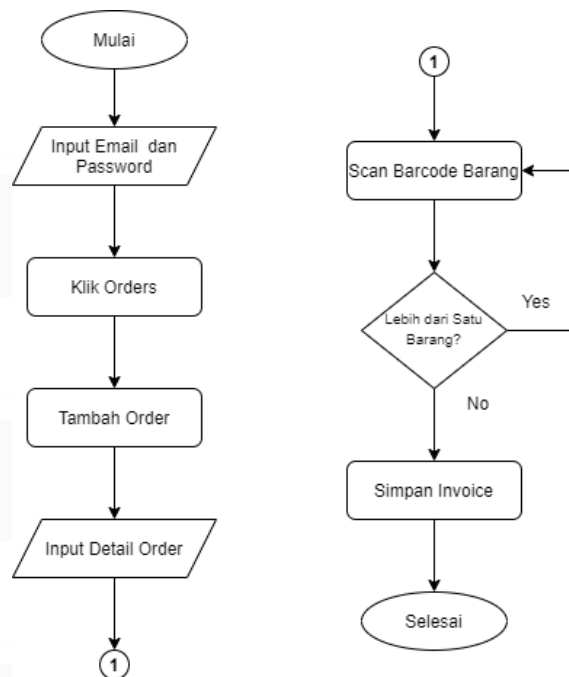 Mulai
Input Email dan
Password
Klik Orders
Tambah Order
Input Detail Order
1
1
Scan Barcode Barang
Lebih dari Satu
Barang?
Yes
No
Simpan Invoice
Selesai